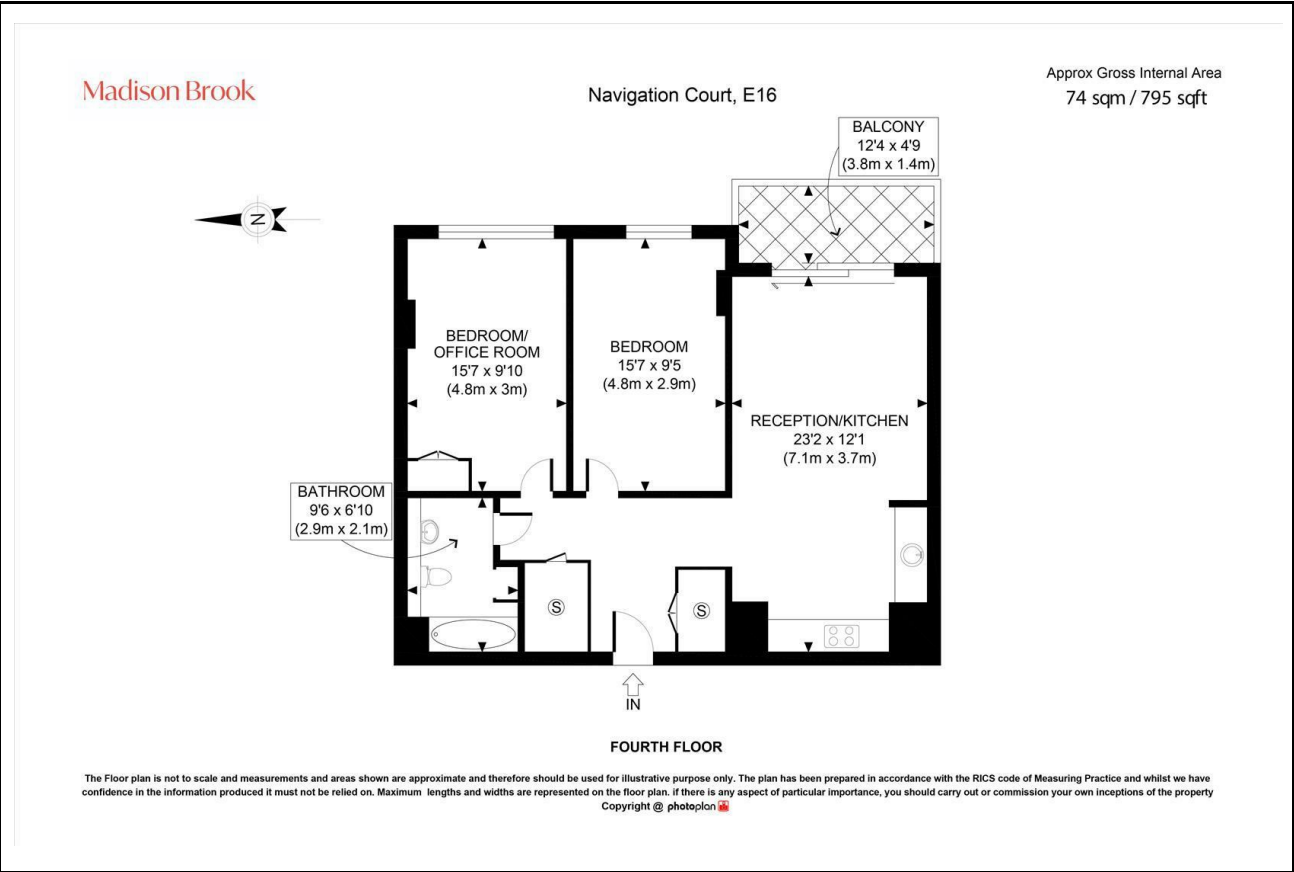 Madison Brook
Navigation Court, E16
Approx Gross Internal Area
74 sqm / 795 sqft
BALCONY
12'4 x 4'9
(3.8m x 1.4m)
N
BEDROOM/
OFFICE ROOM
15'7 x 9'10
(4.8m x 3m)
BEDROOM
15'7 x 9'5
(4.8m x 2.9m)
RECEPTION/KITCHEN
23'2 x 12'1
(7.1m x 3.7m)
BATHROOM
9'6 x 6'10
(2.9m x 2.1m)
S
S
IN
FOURTH FLOOR
The Floor plan is not to scale and measurements and areas shown are approximate and therefore should be used for illustrative purpose only. The plan has been prepared in accordance with the RICS code of Measuring Practice and whilst we have
confidence in the information produced it must not be relied on. Maximum lengths and widths are represented on the floor plan. if there is any aspect of particular importance, you should carry out or commission your own inceptions of the property
Copyright @ photoplan